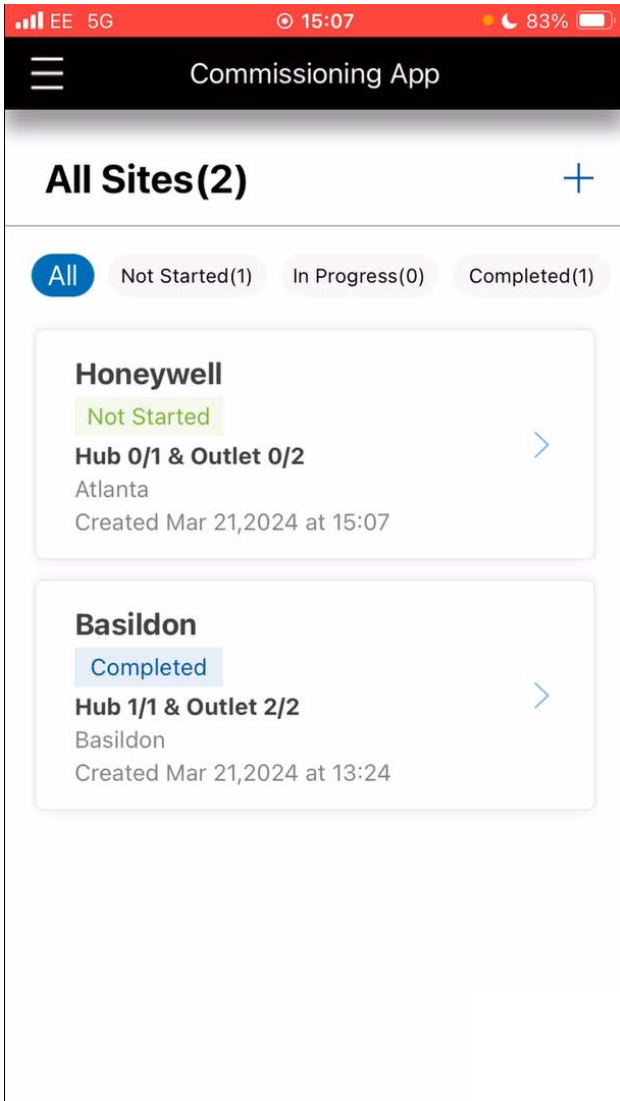 EE 5G 15:07 83%
Commissioning App
All Sites(2)
All Not Started(1) In Progress(0) Completed(1)
Honeywell
Not Started
Hub 0/1 & Outlet 0/2
Atlanta
Created Mar 21,2024 at 15:07
Basildon
Completed
Hub 1/1 & Outlet 2/2
Basildon
Created Mar 21,2024 at 13:24